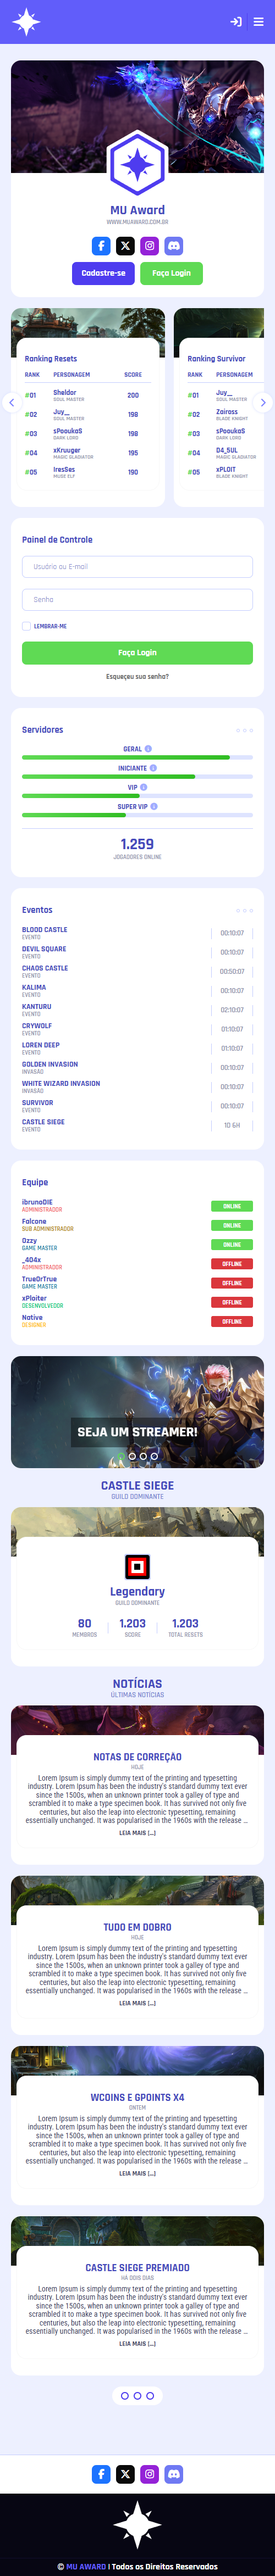 MU Award
WWW.MUAWARD.COM.BR
Cadastre-se
Faça Login
Ranking Resets
RANK PERSONAGEM SCORE
#01 Sheldor 200
SOUL MASTER
#02 Juy__ 198
SOUL MASTER
#03 sPooukaS 198
DARK LORD
#04 xKruuger 195
MAGIC GLADIATOR
#05 IresSes 190
MUSE ELF
Ranking Survivor
RANK PERSONAGEM
#01 Juy__
SOUL MASTER
#02 Zaiross
BLADE KNIGHT
#03 sPooukaS
DARK LORD
#04 D4_5UL
MAGIC GLADIATOR
#05 xPLOIT
BLADE KNIGHT
Painel de Controle
Usuário ou E-mail
Senha
LEMBRAR-ME
Faça Login
Esqueçeu sua senha?
Servidores
GERAL
INICIANTE
VIP
SUPER VIP
1.259
JOGADORES ONLINE
Eventos
BLOOD CASTLE 00:10:07
EVENTO
DEVIL SQUARE 00:10:07
EVENTO
CHAOS CASTLE 00:50:07
EVENTO
KALIMA 00:10:07
EVENTO
KANTURU 02:10:07
EVENTO
CRYWOLF 01:10:07
EVENTO
LOREN DEEP 01:10:07
EVENTO
GOLDEN INVASION 00:10:07
INVASÃO
WHITE WIZARD INVASION 00:10:07
INVASÃO
SURVIVOR 00:10:07
EVENTO
CASTLE SIEGE 1D 6H
EVENTO
Equipe
ibrunoDIE ONLINE
ADMINISTRADOR
Falcone ONLINE
SUB ADMINISTRADOR
Ozzy ONLINE
GAME MASTER
_404x OFFLINE
ADMINISTRADOR
TrueOrTrue OFFLINE
GAME MASTER
xPloiter OFFLINE
DESENVOLVEDOR
Native OFFLINE
DESIGNER
SEJA UM STREAMER!
CASTLE SIEGE
GUILD DOMINANTE
Legendary
GUILD DOMINANTE
80 1.203 1.203
MEMBROS SCORE TOTAL RESETS
NOTÍCIAS
ÚLTIMAS NOTÍCIAS
NOTAS DE CORREÇÃO
HOJE
Lorem Ipsum is simply dummy text of the printing and typesetting
industry. Lorem Ipsum has been the industry's standard dummy text ever
since the 1500s, when an unknown printer took a galley of type and
scrambled it to make a type specimen book. It has survived not only five
centuries, but also the leap into electronic typesetting, remaining
essentially unchanged. It was popularised in the 1960s with the release ...
LEIA MAIS [...]
TUDO EM DOBRO
HOJE
Lorem Ipsum is simply dummy text of the printing and typesetting
industry. Lorem Ipsum has been the industry's standard dummy text ever
since the 1500s, when an unknown printer took a galley of type and
scrambled it to make a type specimen book. It has survived not only five
centuries, but also the leap into electronic typesetting, remaining
essentially unchanged. It was popularised in the 1960s with the release ...
LEIA MAIS [...]
WCOINS E GPOINTS X4
ONTEM
Lorem Ipsum is simply dummy text of the printing and typesetting
industry. Lorem Ipsum has been the industry's standard dummy text ever
since the 1500s, when an unknown printer took a galley of type and
scrambled it to make a type specimen book. It has survived not only five
centuries, but also the leap into electronic typesetting, remaining
essentially unchanged. It was popularised in the 1960s with the release ...
LEIA MAIS [...]
CASTLE SIEGE PREMIADO
HÁ DOIS DIAS
Lorem Ipsum is simply dummy text of the printing and typesetting
industry. Lorem Ipsum has been the industry's standard dummy text ever
since the 1500s, when an unknown printer took a galley of type and
scrambled it to make a type specimen book. It has survived not only five
centuries, but also the leap into electronic typesetting, remaining
essentially unchanged. It was popularised in the 1960s with the release ...
LEIA MAIS [...]
© MU AWARD | Todos os Direitos Reservados